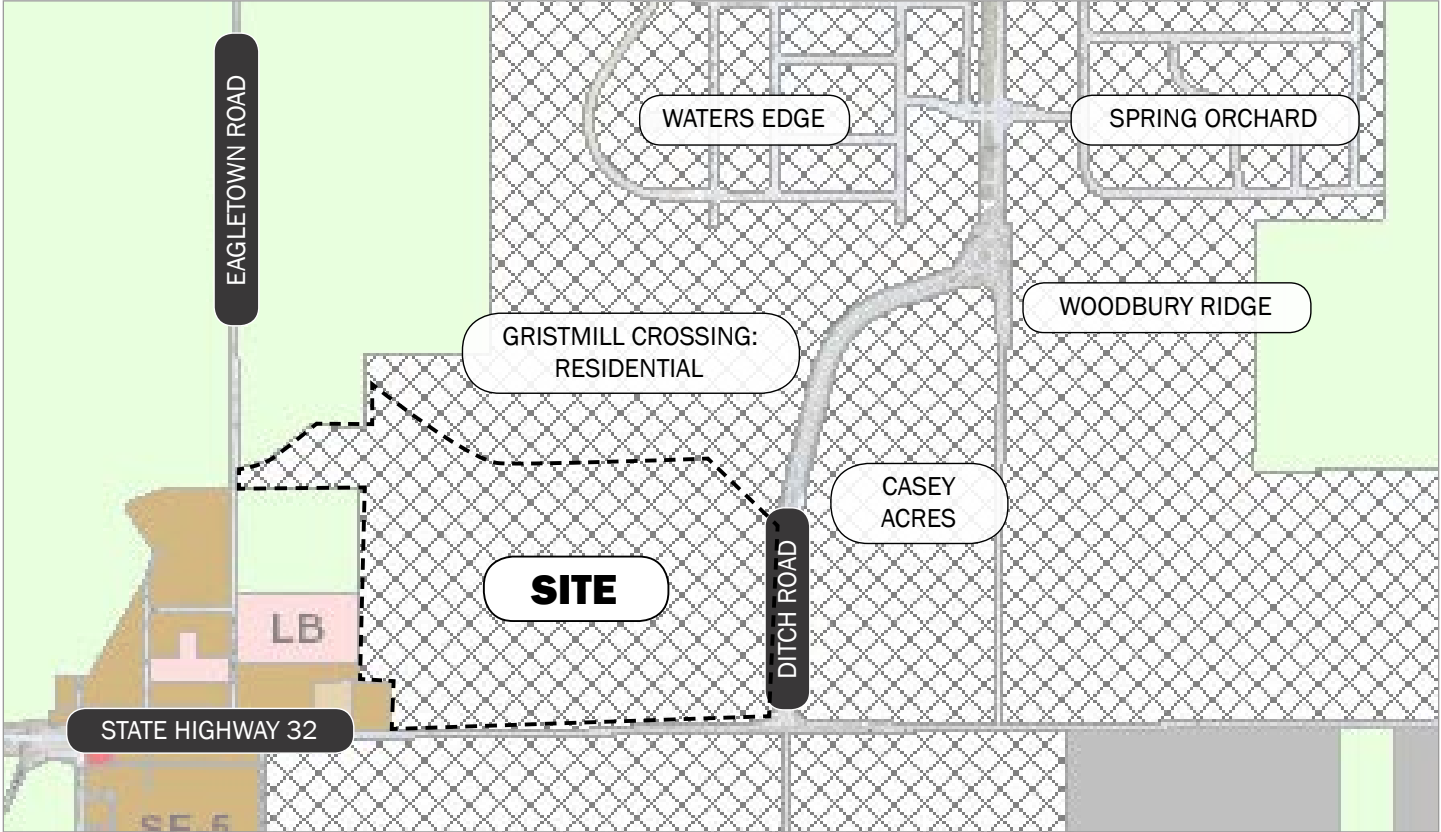 EAGLETOWN ROAD
WATERS EDGE
SPRING ORCHARD
WOODBURY RIDGE
GRISTMILL CROSSING:
RESIDENTIAL
CASEY
ACRES
SITE
DITCH ROAD
LB
STATE HIGHWAY 32